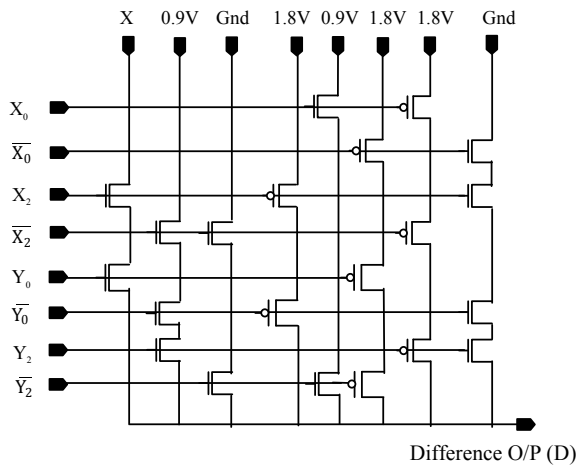 X 0.9V Gnd 1.8V 0.9V 1.8V 1.8V Gnd
X₀
X̅₀̅
X₂
X̅₂̅
Y₀
Y̅₀̅
Y₂
Y̅₂̅
Difference O/P (D)